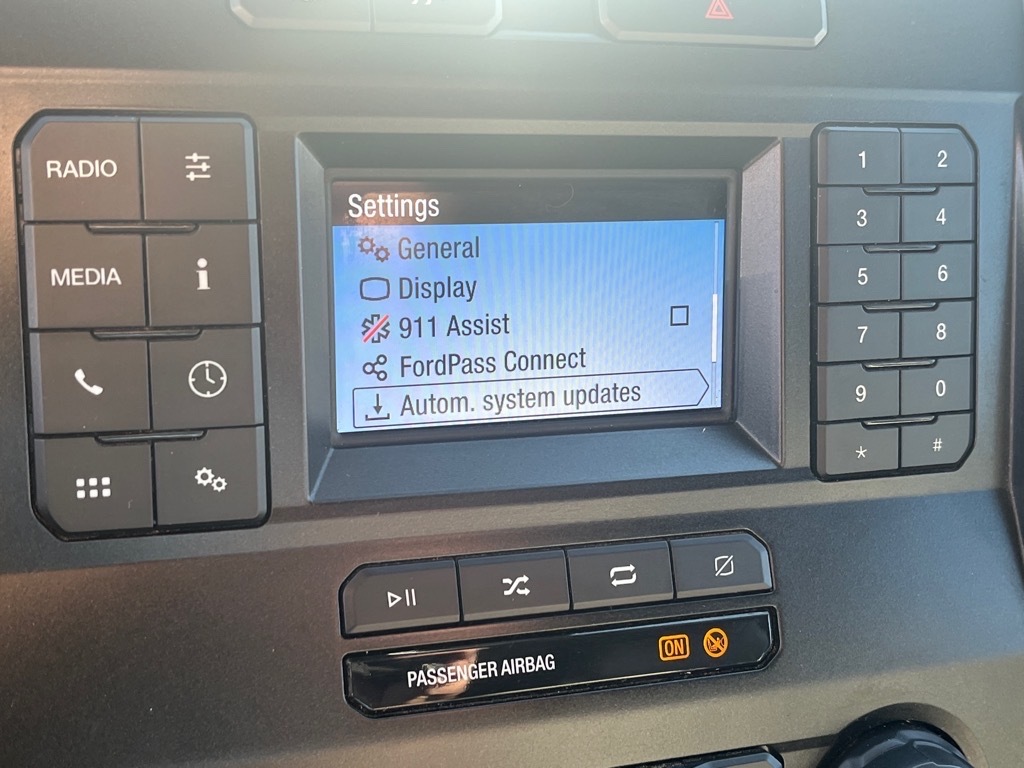 RADIO
MEDIA
Settings
General
Display
911 Assist
FordPass Connect
Autom. system updates
1 2
3 4
5 6
7 8
9 0
* #
PASSENGER AIRBAG ON